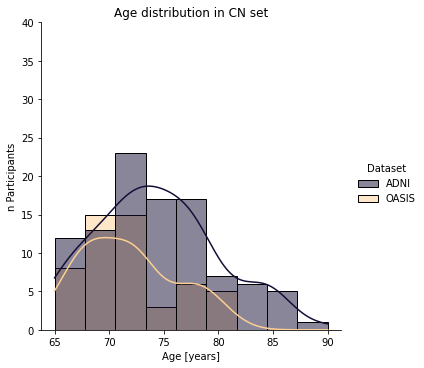 Age distribution in CN set
n Participants
40
35
30
25
20
15
10
5
0
65 70 75 80 85 90
Age [years]
Dataset
ADNI
OASIS